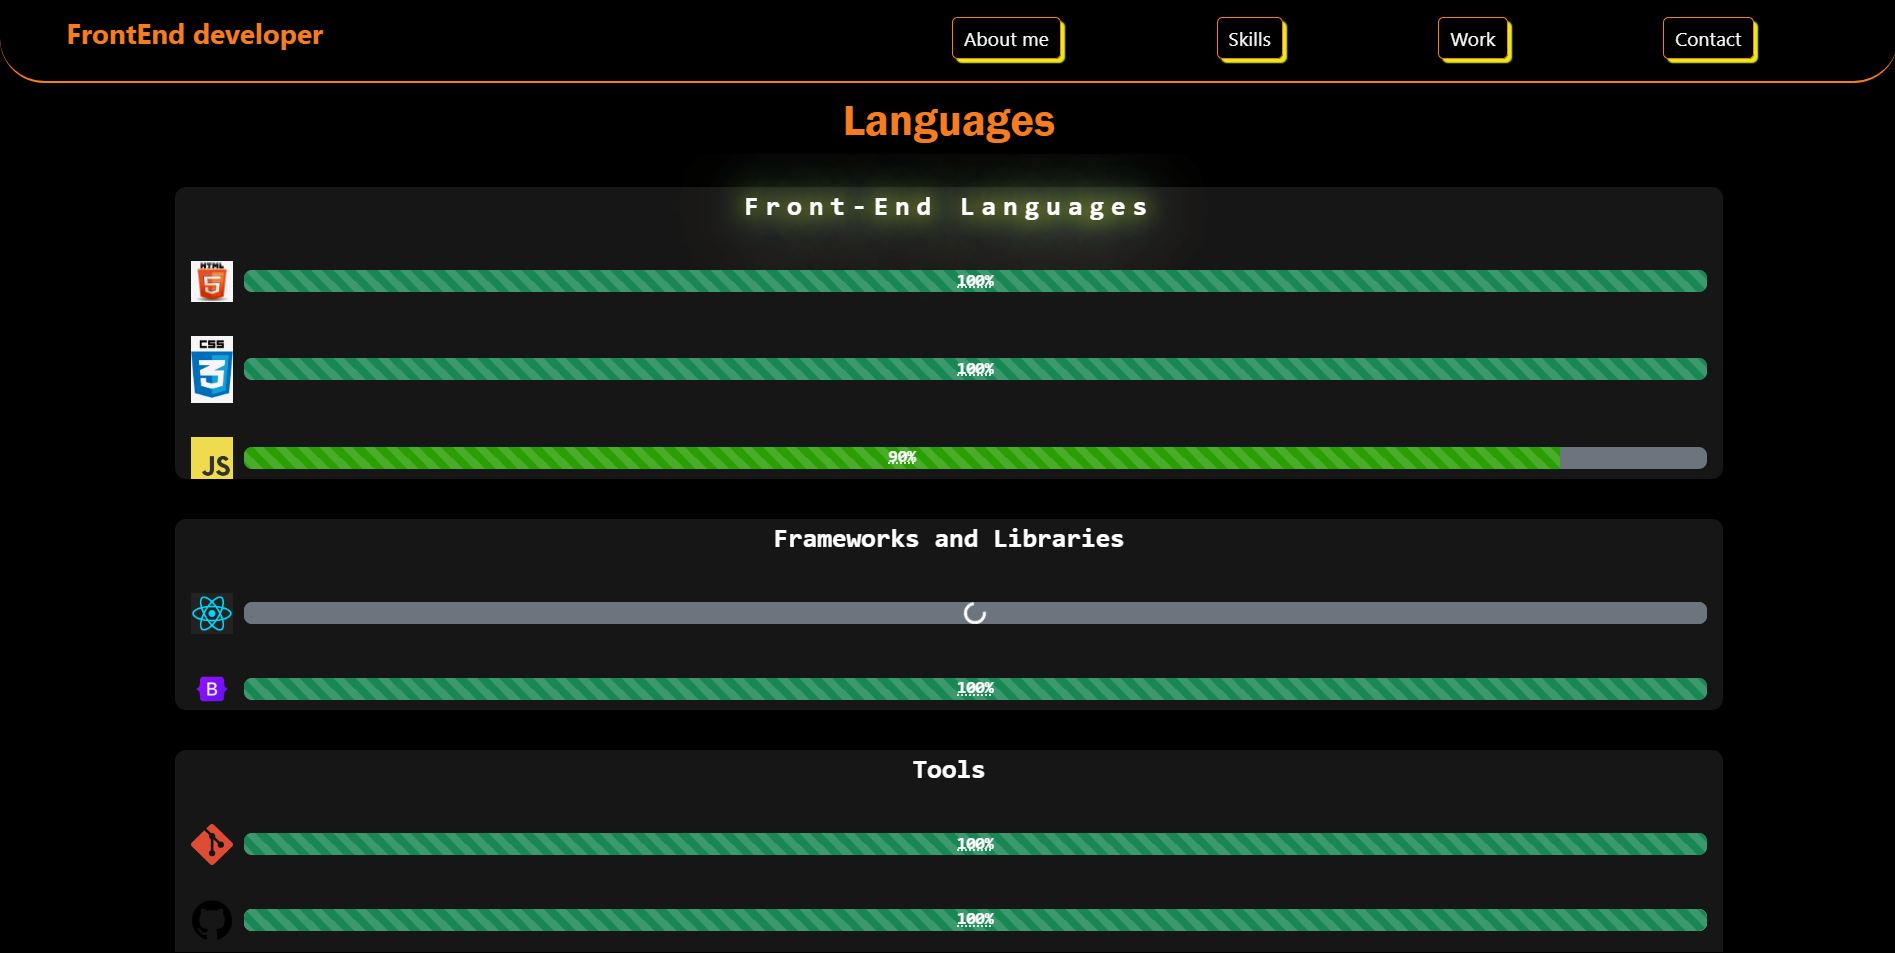 FrontEnd developer
About me
Skills
Work
Contact
Languages
Front-End Languages
HTML
5
100%
CSS
3
100%
JS
90%
Frameworks and Libraries
B
100%
Tools
100%
100%